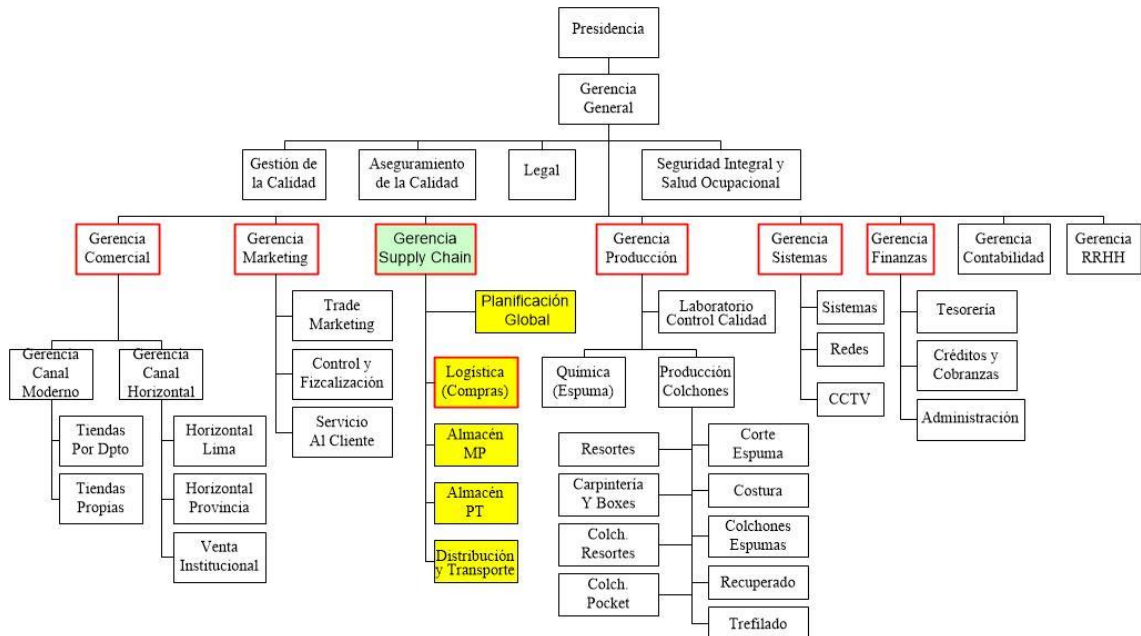 Presidencia
Gerencia
General
Gestión de
la Calidad
Aseguramiento
de la Calidad
Legal
Seguridad Integral y
Salud Ocupacional
Gerencia
Comercial
Gerencia
Marketing
Gerencia
Supply Chain
Gerencia
Producción
Gerencia
Sistemas
Gerencia
Finanzas
Gerencia
Contabilidad
Gerencia
RRHH
Gerencia
Canal
Moderno
Gerencia
Canal
Horizontal
Tiendas
Por Dpto
Tiendas
Propias
Horizontal
Lima
Horizontal
Provincia
Venta
Institucional
Trade
Marketing
Control y
Fizcalización
Servicio
Al Cliente
Planificación
Global
Logística
(Compras)
Almacén
MP
Almacén
PT
Distribución
y Transporte
Laboratorio
Control Calidad
Química
(Espuma)
Producción
Colchones
Resortes
Carpintería
Y Boxes
Colch.
Resortes
Colch.
Pocket
Corte
Espuma
Costura
Colchones
Espumas
Recuperado
Trefilado
Sistemas
Redes
CCTV
Tesorería
Créditos y
Cobranzas
Administración